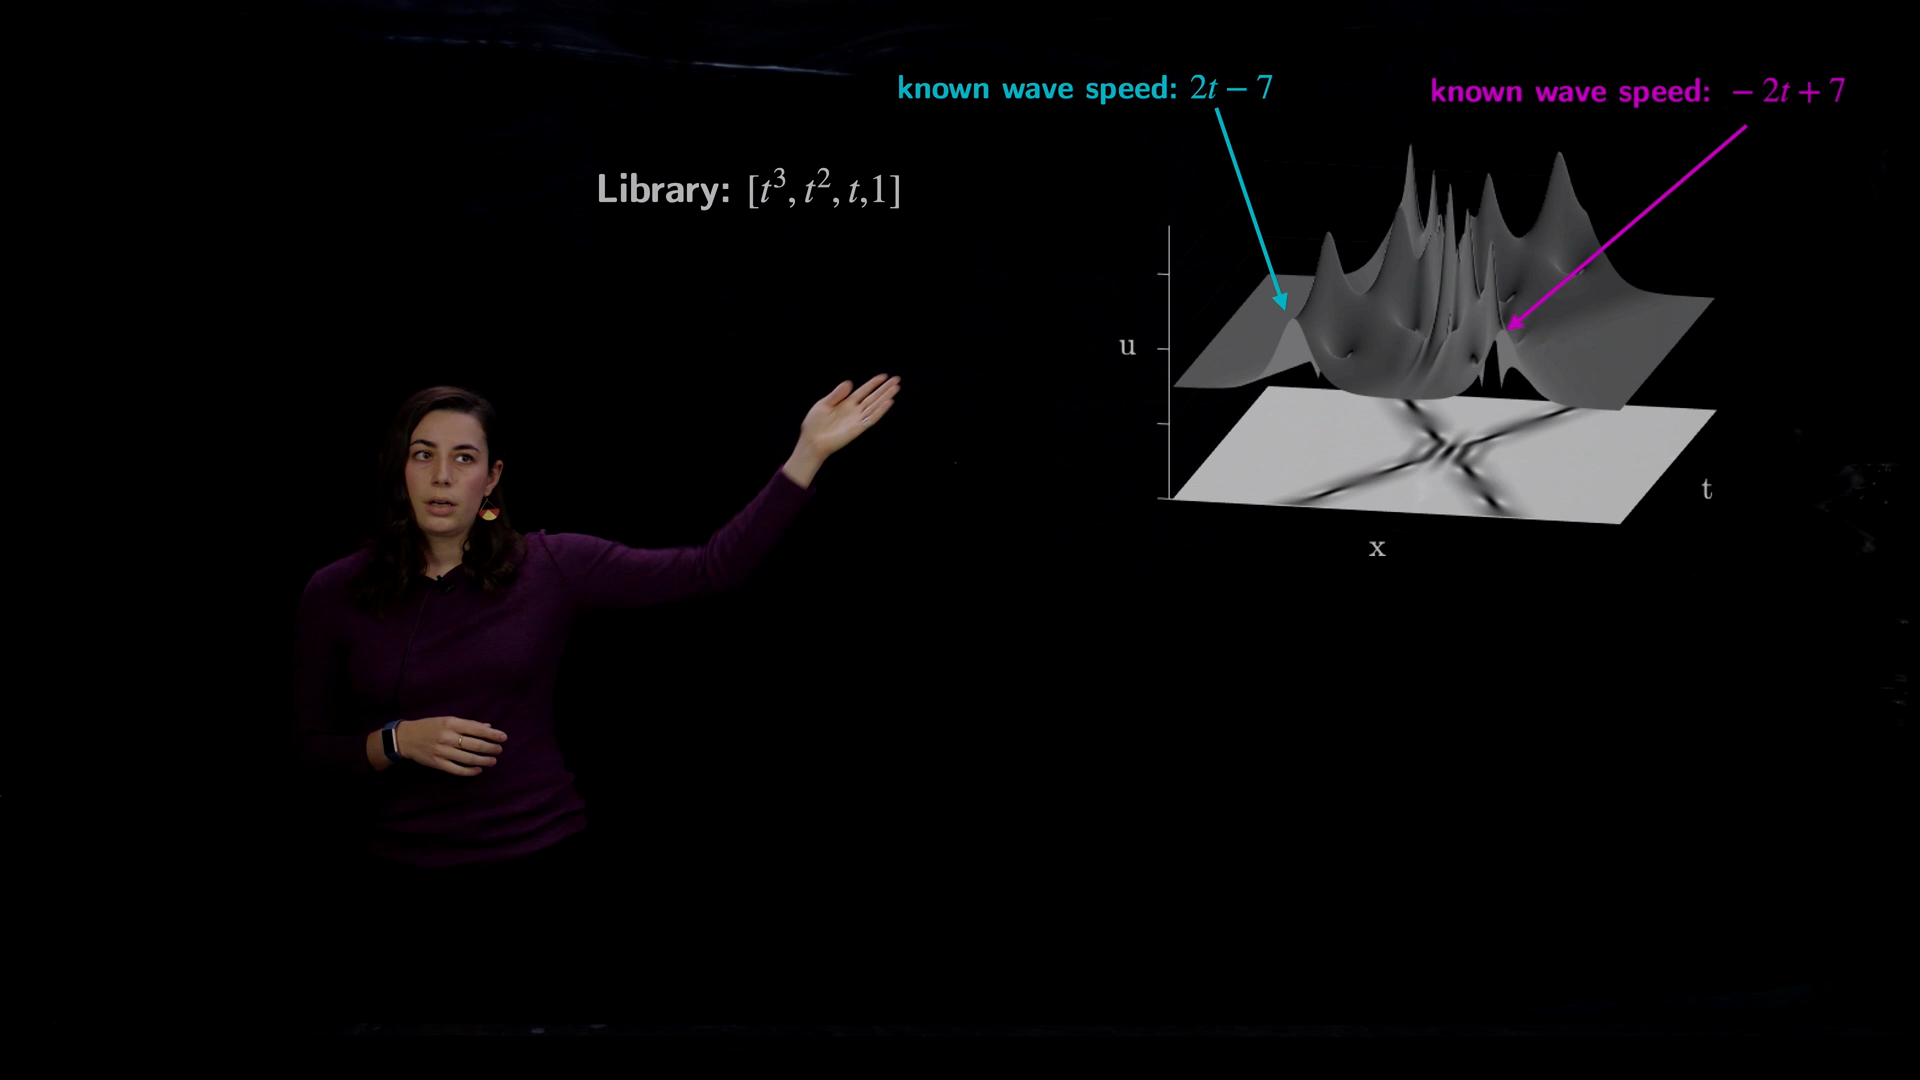 known wave speed: 2t − 7
known wave speed: − 2t + 7
Library: [t³, t², t,1]
u
t
x